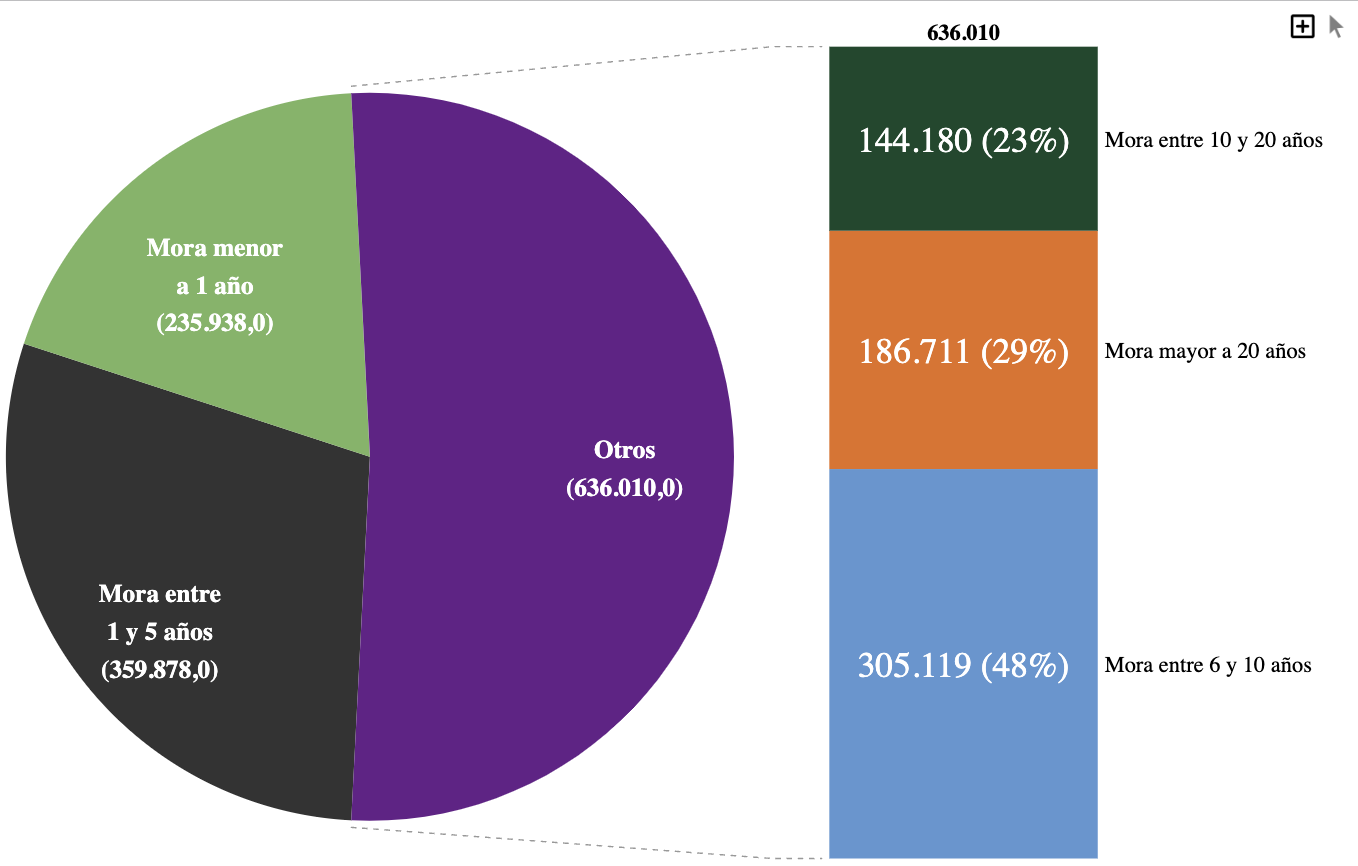 636.010
144.180 (23%)
Mora entre 10 y 20 años
Mora menor
a 1 año
(235.938,0)
186.711 (29%)
Mora mayor a 20 años
Otros
(636.010,0)
Mora entre
1 y 5 años
(359.878,0)
305.119 (48%)
Mora entre 6 y 10 años